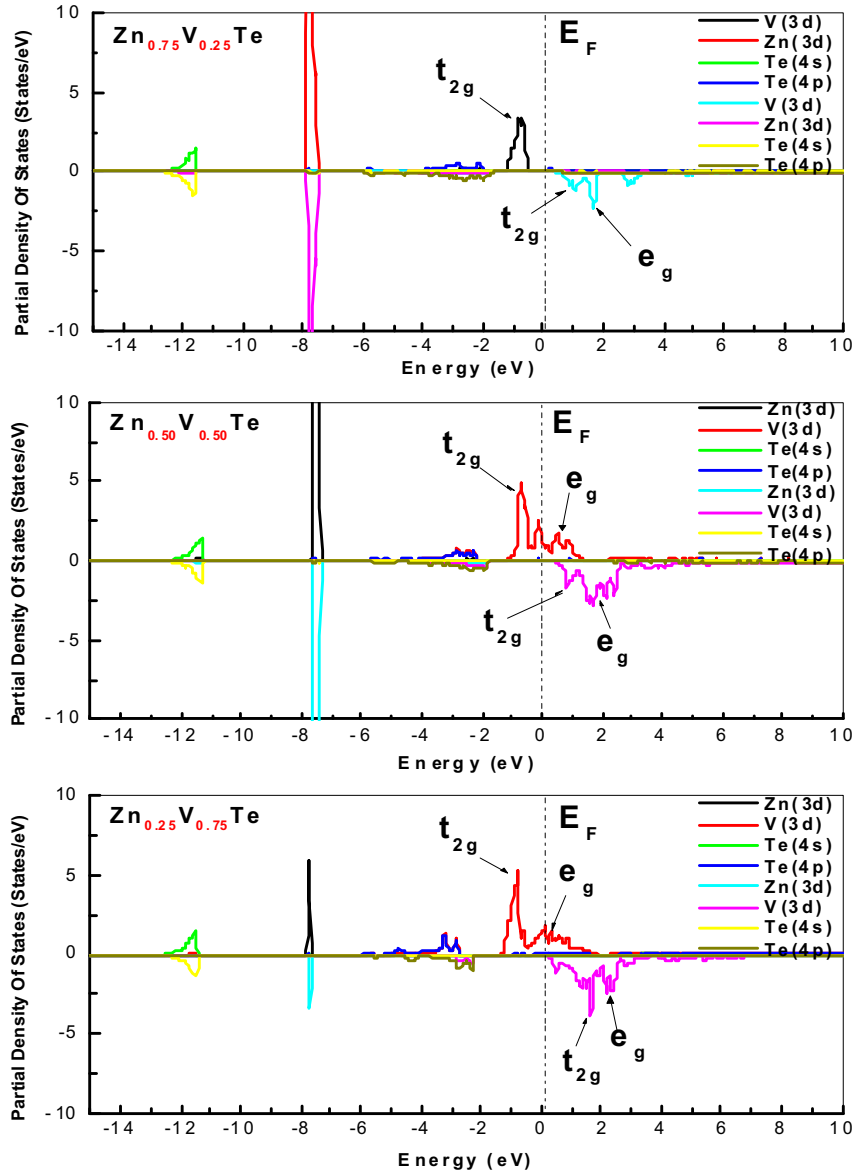 Zn0.75V0.25Te
EF
t2g
t2g
eg
V(3d)
Zn(3d)
Te(4s)
Te(4p)
V(3d)
Zn(3d)
Te(4s)
Te(4p)
Partial Density Of States (States/eV)
10
5
0
-5
-10
-14 -12 -10 -8 -6 -4 -2 0 2 4 6 8 10
Energy (eV)
Zn0.50V0.50Te
EF
t2g
eg
t2g
eg
Zn(3d)
V(3d)
Te(4s)
Te(4p)
Zn(3d)
V(3d)
Te(4s)
Te(4p)
Partial Density Of States (States/eV)
10
5
0
-5
-10
-14 -12 -10 -8 -6 -4 -2 0 2 4 6 8 10
Energy (eV)
Zn0.25V0.75Te
EF
t2g
eg
eg
t2g
Zn(3d)
V(3d)
Te(4s)
Te(4p)
Zn(3d)
V(3d)
Te(4s)
Te(4p)
Partial Density Of States (States/eV)
10
5
0
-5
-10
-14 -12 -10 -8 -6 -4 -2 0 2 4 6 8 10
Energy (eV)